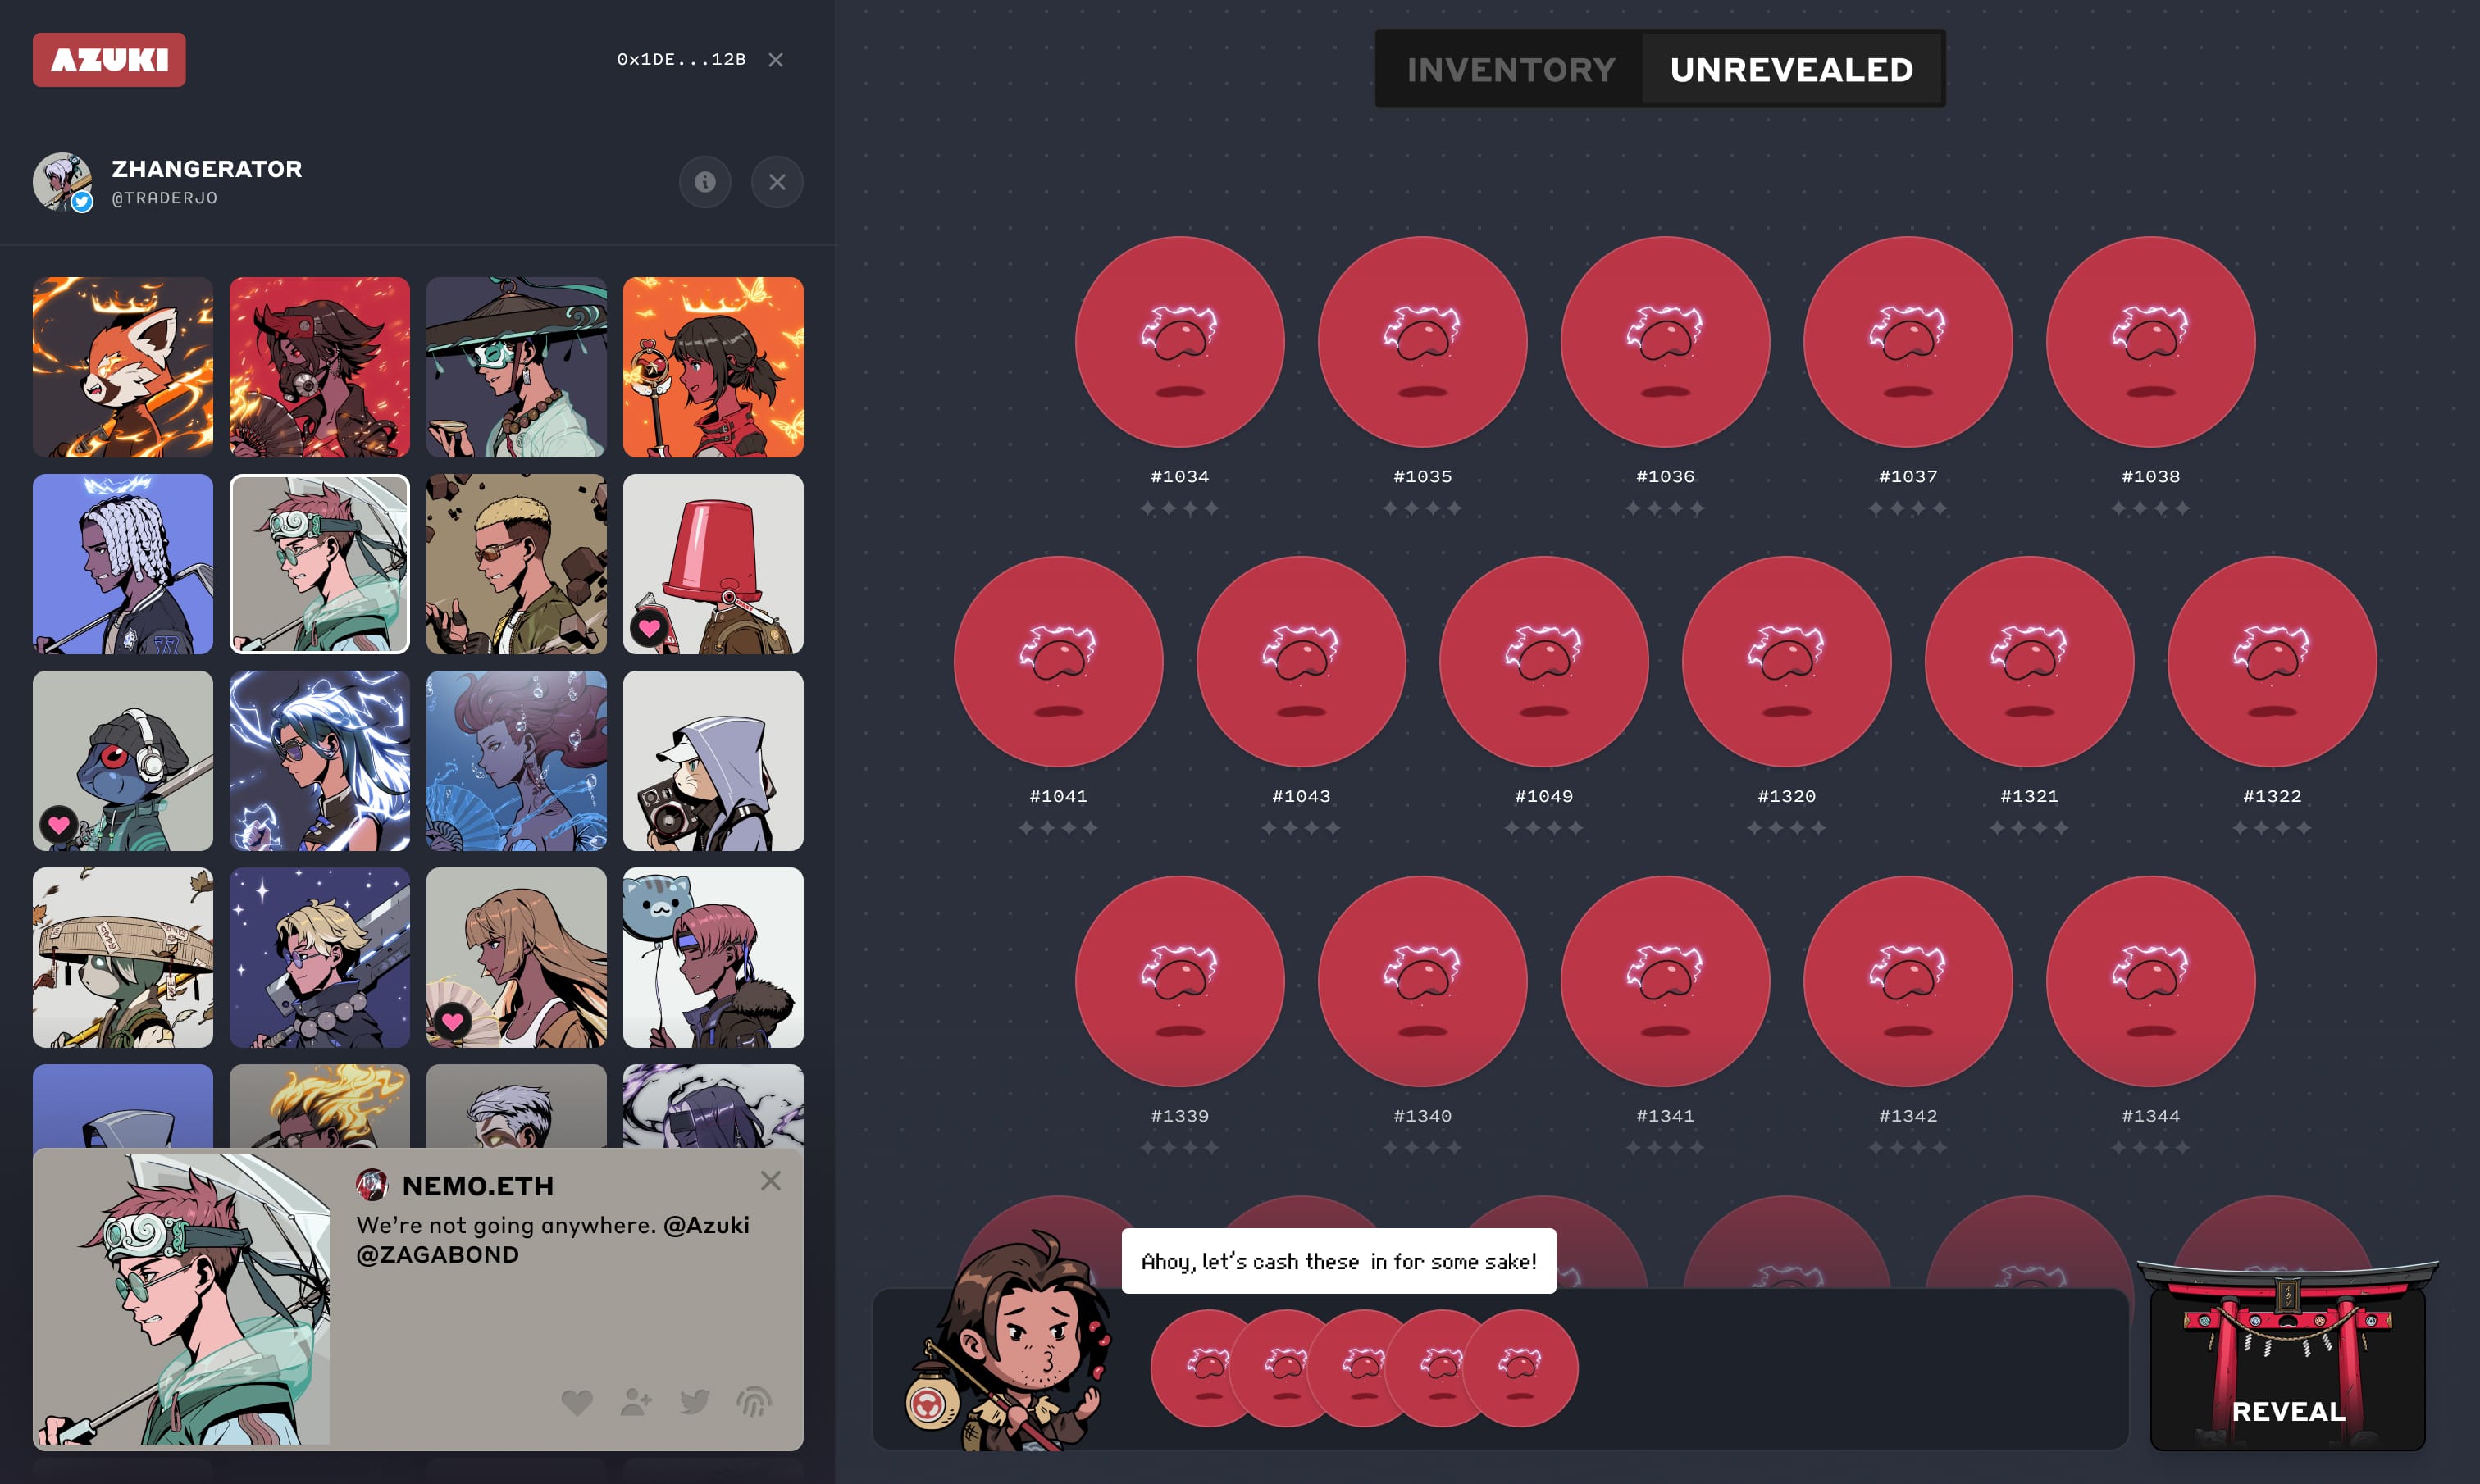 AZUKI
0x1DE...12B
ZHANGERATOR
@TRADERJO
INVENTORY
UNREVEALED
#1034
#1035
#1036
#1037
#1038
#1041
#1043
#1049
#1320
#1321
#1322
#1339
#1340
#1341
#1342
#1344
NEMO.ETH
We're not going anywhere. @Azuki
@ZAGABOND
Ahoy, let's cash these in for some sake!
REVEAL